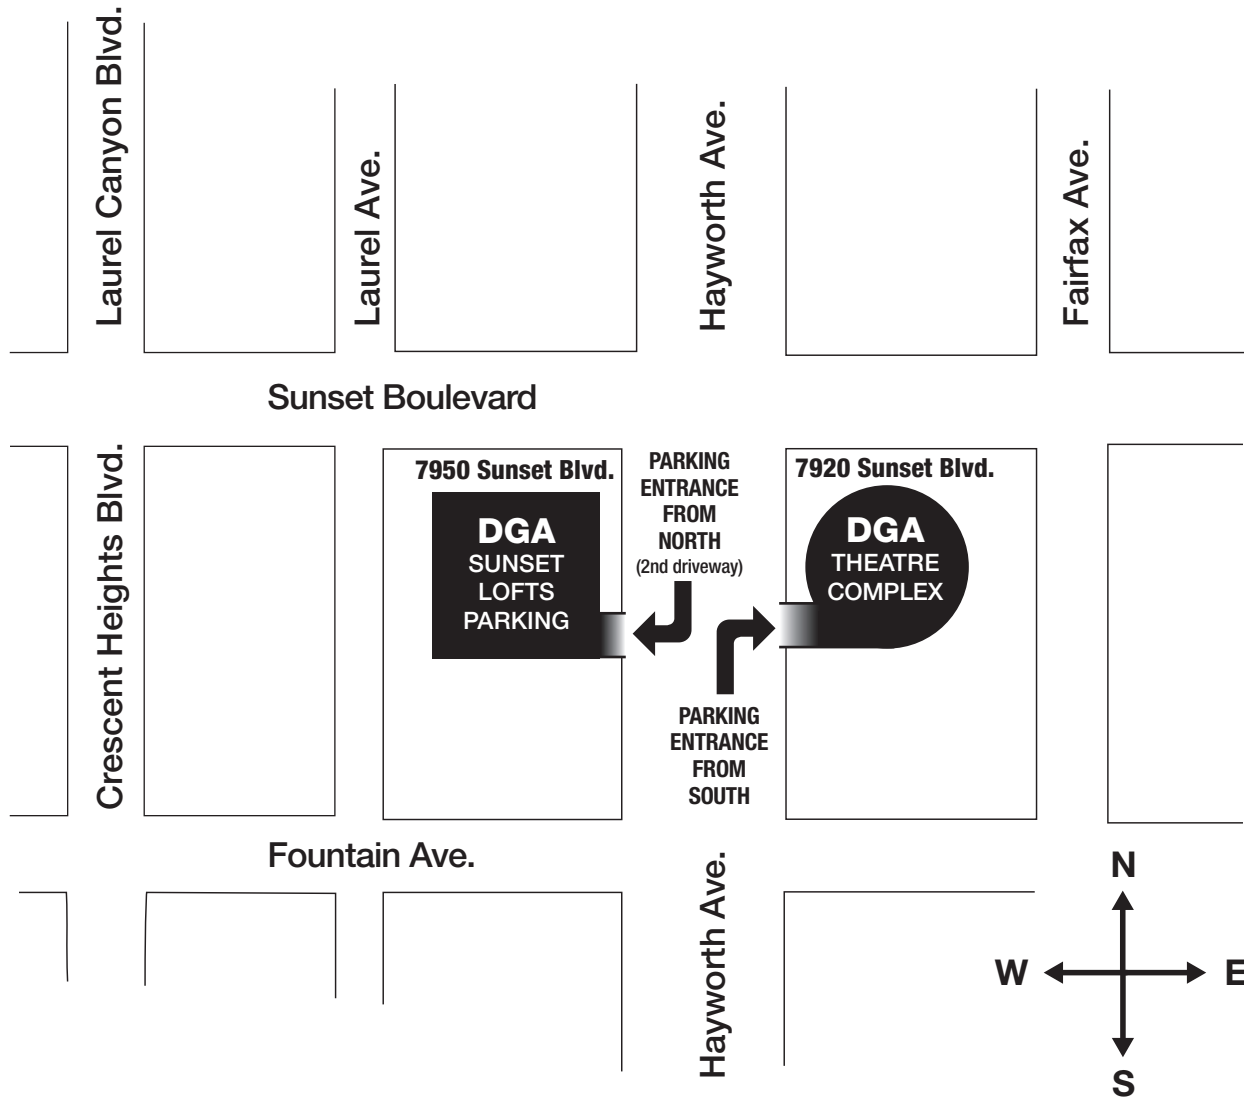 Laurel Canyon Blvd.
Laurel Ave.
Hayworth Ave.
Fairfax Ave.
Sunset Boulevard
Crescent Heights Blvd.
7950 Sunset Blvd.
DGA
SUNSET
LOFTS
PARKING
PARKING
ENTRANCE
FROM
NORTH
(2nd driveway)
7920 Sunset Blvd.
DGA
THEATRE
COMPLEX
PARKING
ENTRANCE
FROM
SOUTH
Fountain Ave.
Hayworth Ave.
N
W
E
S